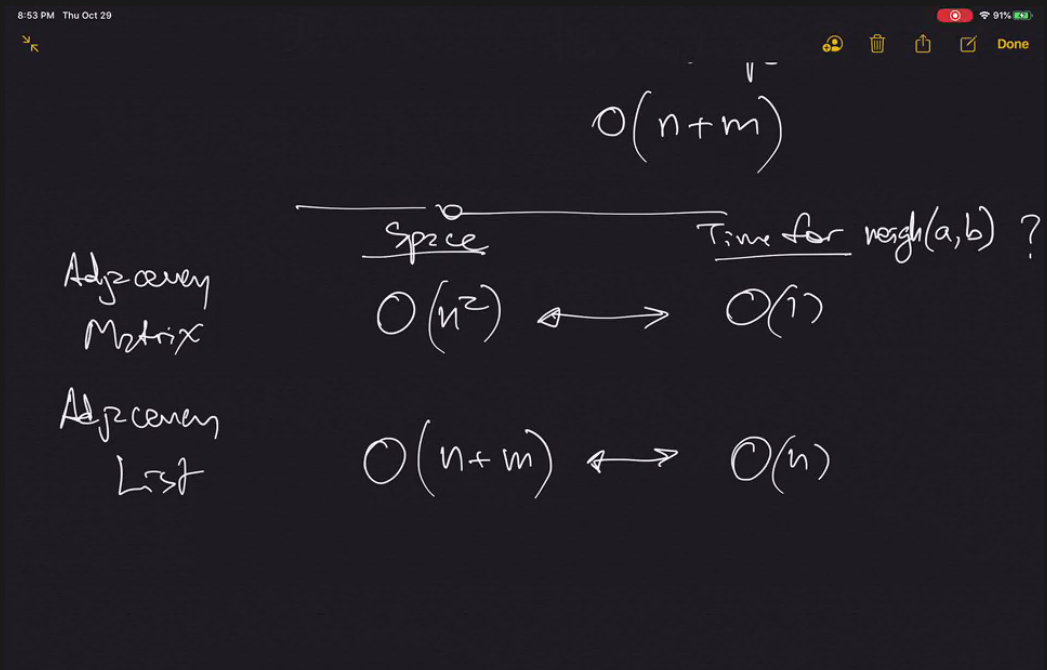 8:53 PM Thu Oct 29
91%
Done
O(n+m)
Space Time for neigh(a,b) ?
Adjacency
Matrix
O(n²) O(1)
Adjacency
List
O(n+m) O(n)